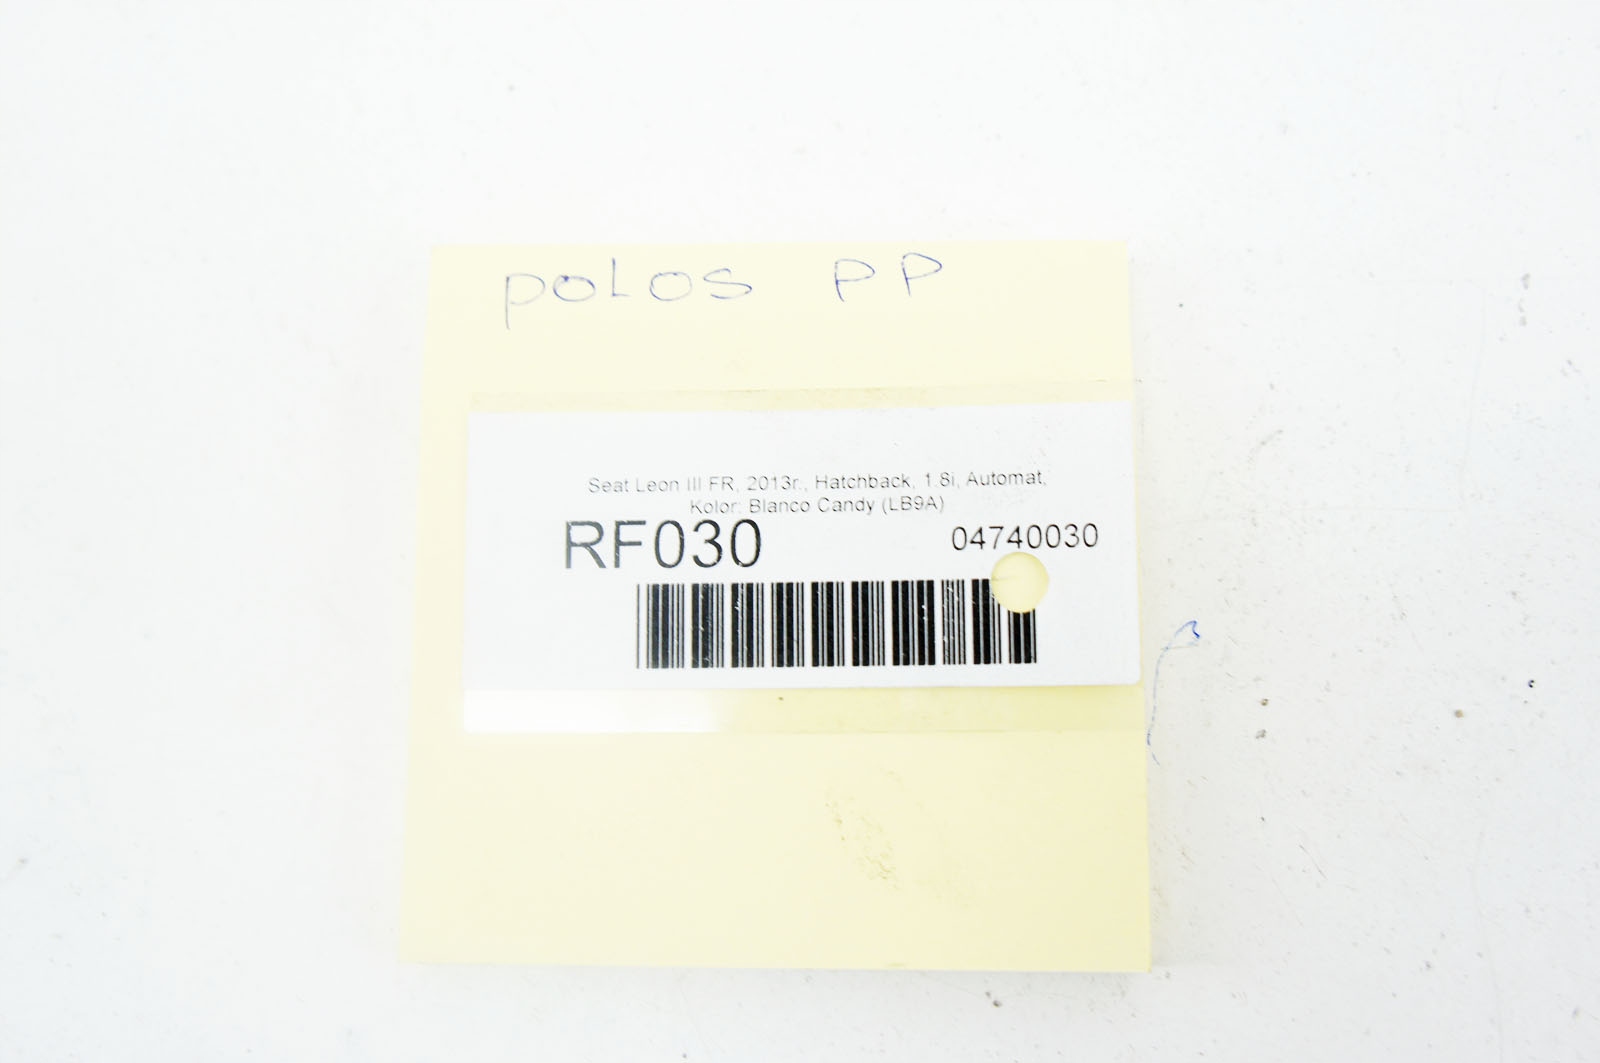 POLOS PP
Seat Leon III FR, 2013r., Hatchback, 1.8i, Automat,
Kolor: Blanco Candy (LB9A)
RF030 04740030